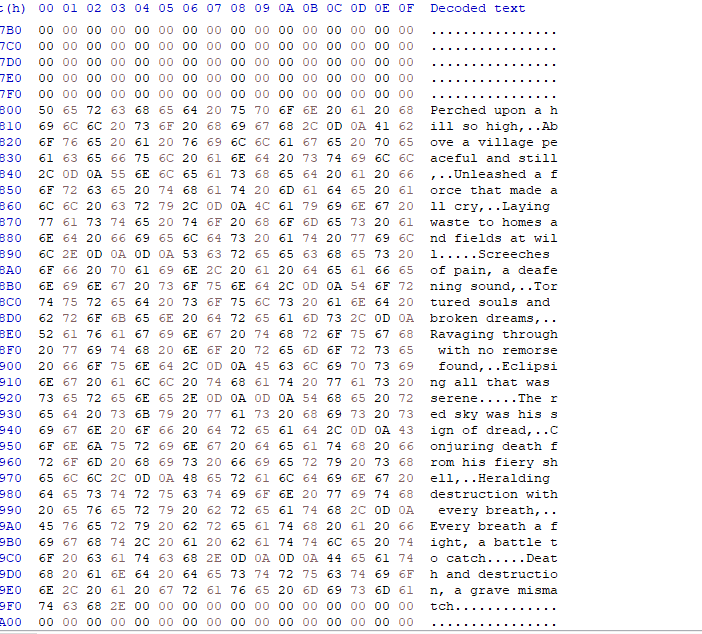 t(h) 00 01 02 03 04 05 06 07 08 09 0A 0B 0C 0D 0E 0F Decoded text
7B0 00 00 00 00 00 00 00 00 00 00 00 00 00 00 00 00 ................
7C0 00 00 00 00 00 00 00 00 00 00 00 00 00 00 00 00 ................
7D0 00 00 00 00 00 00 00 00 00 00 00 00 00 00 00 00 ................
7E0 00 00 00 00 00 00 00 00 00 00 00 00 00 00 00 00 ................
7F0 00 00 00 00 00 00 00 00 00 00 00 00 00 00 00 00 ................
800 50 65 72 63 68 65 64 20 75 70 6F 6E 20 61 20 68 Perched upon a h
810 69 6C 6C 20 73 6F 20 68 69 67 68 2C 0D 0A 41 62 ill so high,..Ab
820 6F 76 65 20 61 20 76 69 6C 6C 61 67 65 20 70 65 ove a village pe
830 61 63 65 66 75 6C 20 61 6E 64 20 73 74 69 6C 6C aceful and still
840 2C 0D 0A 55 6E 6C 65 61 73 68 65 64 20 61 20 66 ,..Unleashed a f
850 6F 72 63 65 20 74 68 61 74 20 6D 61 64 65 20 61 orce that made a
860 6C 6C 20 63 72 79 2C 0D 0A 4C 61 79 69 6E 67 20 ll cry,..Laying
870 77 61 73 74 65 20 74 6F 20 68 6F 6D 65 73 20 61 waste to homes a
880 6E 64 20 66 69 65 6C 64 73 20 61 74 20 77 69 6C nd fields at wil
890 6C 2E 0D 0A 0D 0A 53 63 72 65 65 63 68 65 73 20 l.....Screeches
8A0 6F 66 20 70 61 69 6E 2C 20 61 20 64 65 61 66 65 of pain, a deafe
8B0 6E 69 6E 67 20 73 6F 75 6E 64 2C 0D 0A 54 6F 72 ning sound,..Tor
8C0 74 75 72 65 64 20 73 6F 75 6C 73 20 61 6E 64 20 tured souls and
8D0 62 72 6F 6B 65 6E 20 64 72 65 61 6D 73 2C 0D 0A broken dreams,..
8E0 52 61 76 61 67 69 6E 67 20 74 68 72 6F 75 67 68 Ravaging through
8F0 20 77 69 74 68 20 6E 6F 20 72 65 6D 6F 72 73 65 with no remorse
900 20 66 6F 75 6E 64 2C 0D 0A 45 63 6C 69 70 73 69 found,..Eclipsi
910 6E 67 20 61 6C 6C 20 74 68 61 74 20 77 61 73 20 ng all that was
920 73 65 72 65 6E 65 2E 0D 0A 0D 0A 54 68 65 20 72 serene.....The r
930 65 64 20 73 6B 79 20 77 61 73 20 68 69 73 20 73 ed sky was his s
940 69 67 6E 20 6F 66 20 64 72 65 61 64 2C 0D 0A 43 ign of dread,..C
950 6F 6E 6A 75 72 69 6E 67 20 64 65 61 74 68 20 66 onjuring death f
960 72 6F 6D 20 68 69 73 20 66 69 65 72 79 20 73 68 rom his fiery sh
970 65 6C 6C 2C 0D 0A 48 65 72 61 6C 64 69 6E 67 20 ell,..Heralding
980 64 65 73 74 72 75 63 74 69 6F 6E 20 77 69 74 68 destruction with
990 20 65 76 65 72 79 20 62 72 65 61 74 68 2C 0D 0A every breath,..
9A0 45 76 65 72 79 20 62 72 65 61 74 68 20 61 20 66 Every breath a f
9B0 69 67 68 74 2C 20 61 20 62 61 74 74 6C 65 20 74 ight, a battle t
9C0 6F 20 63 61 74 63 68 2E 0D 0A 0D 0A 44 65 61 74 o catch.....Deat
9D0 68 20 61 6E 64 20 64 65 73 74 72 75 63 74 69 6F h and destructio
9E0 6E 2C 20 61 20 67 72 61 76 65 20 6D 69 73 6D 61 n, a grave misma
9F0 74 63 68 2E 00 00 00 00 00 00 00 00 00 00 00 00 tch.............
A00 00 00 00 00 00 00 00 00 00 00 00 00 00 00 00 00 ................